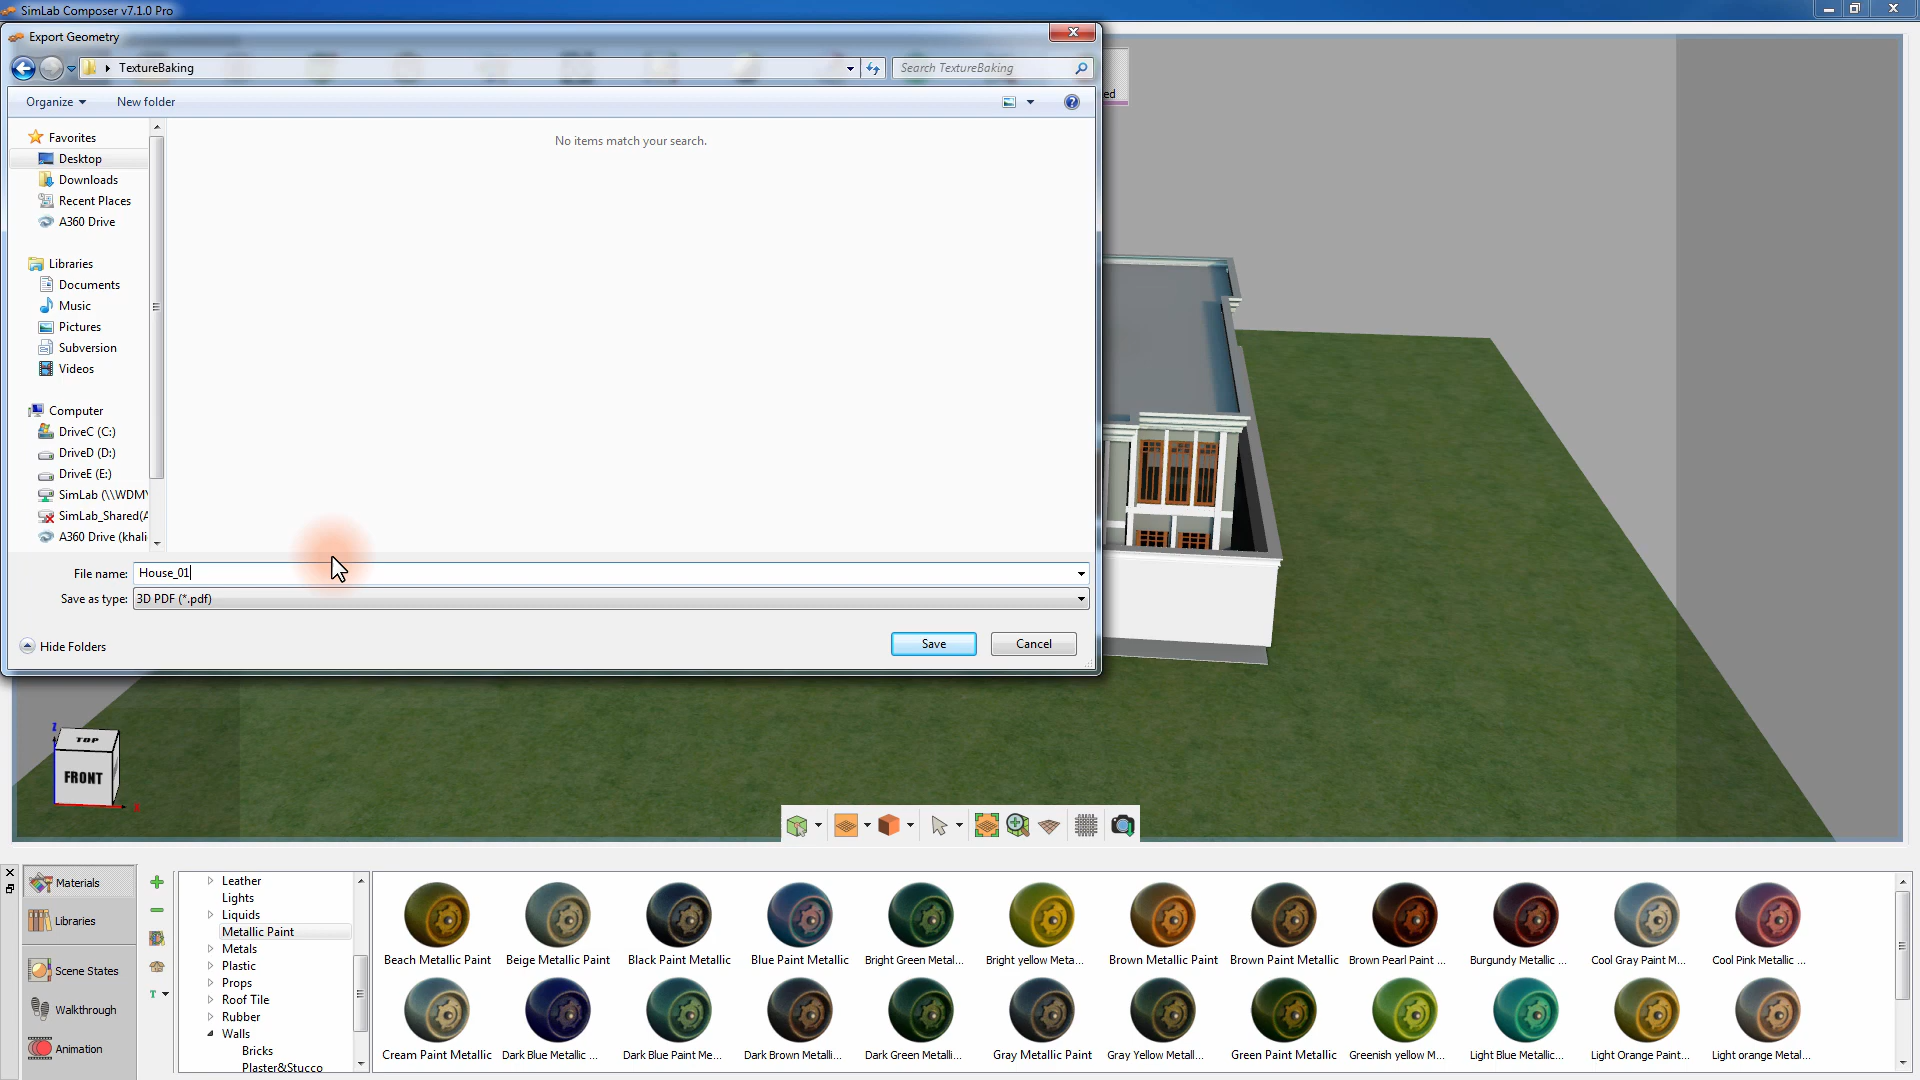 SimLab Composer v7.1.0 Pro
Export Geometry
TextureBaking
Search TextureBaking
Organize
New folder
ed
Favorites
Desktop
Downloads
Recent Places
A360 Drive
Libraries
Documents
Music
Pictures
Subversion
Videos
Computer
DriveC (C:)
DriveD (D:)
DriveE (E:)
SimLab (\\WDM
SimLab_Shared(
A360 Drive (khali
No items match your search.
File name: House_01
Save as type: 3D PDF (*.pdf)
Hide Folders
Save
Cancel
Z
TOP
FRONT
X
Materials
Libraries
Scene States
Walkthrough
Animation
T
Leather
Lights
Liquids
Metallic Paint
Metals
Plastic
Props
Roof Tile
Rubber
Walls
Bricks
Plaster&Stucco
Beach Metallic Paint
Beige Metallic Paint
Black Paint Metallic
Blue Paint Metallic
Bright Green Metal...
Bright yellow Meta...
Brown Metallic Paint
Brown Paint Metallic
Brown Pearl Paint ...
Burgundy Metallic ...
Cool Gray Paint M...
Cool Pink Metallic ...
Cream Paint Metallic
Dark Blue Metallic ...
Dark Blue Paint Me...
Dark Brown Metalli...
Dark Green Metalli...
Gray Metallic Paint
Gray Yellow Metall...
Green Paint Metallic
Greenish yellow M...
Light Blue Metallic...
Light Orange Paint...
Light orange Metal...